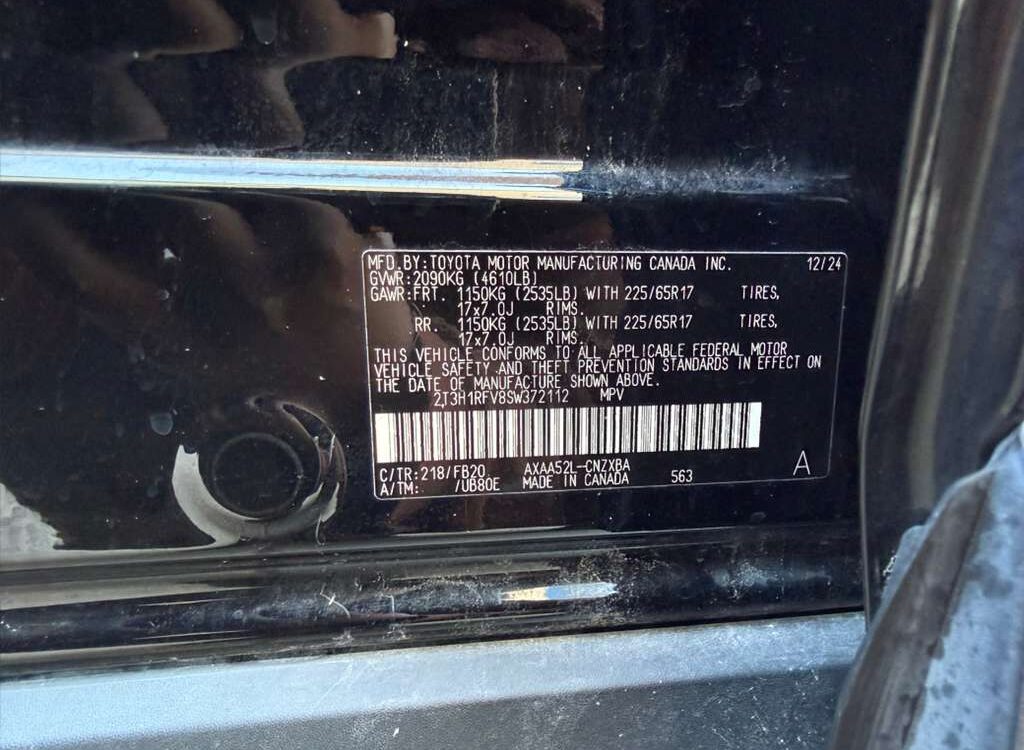 MFD.BY:TOYOTA MOTOR MANUFACTURING CANADA INC. 12/24
GVWR:2090KG (4610LB)
GAWR:FRT. 1150KG (2535LB) WITH 225/65R17 TIRES,
: 17x7.0J RIMS.
RR. 1150KG (2535LB) WITH 225/65R17 TIRES,
: 17x7.0J RIMS.
THIS VEHICLE CONFORMS TO ALL APPLICABLE FEDERAL MOTOR
VEHICLE SAFETY AND THEFT PREVENTION STANDARDS IN EFFECT ON
THE DATE OF MANUFACTURE SHOWN ABOVE.
2T3H1RFV8SW372112 MPV
C/TR:218/FB20 AXAA52L-CNZXBA A
A/TM: /UB80E MADE IN CANADA 563